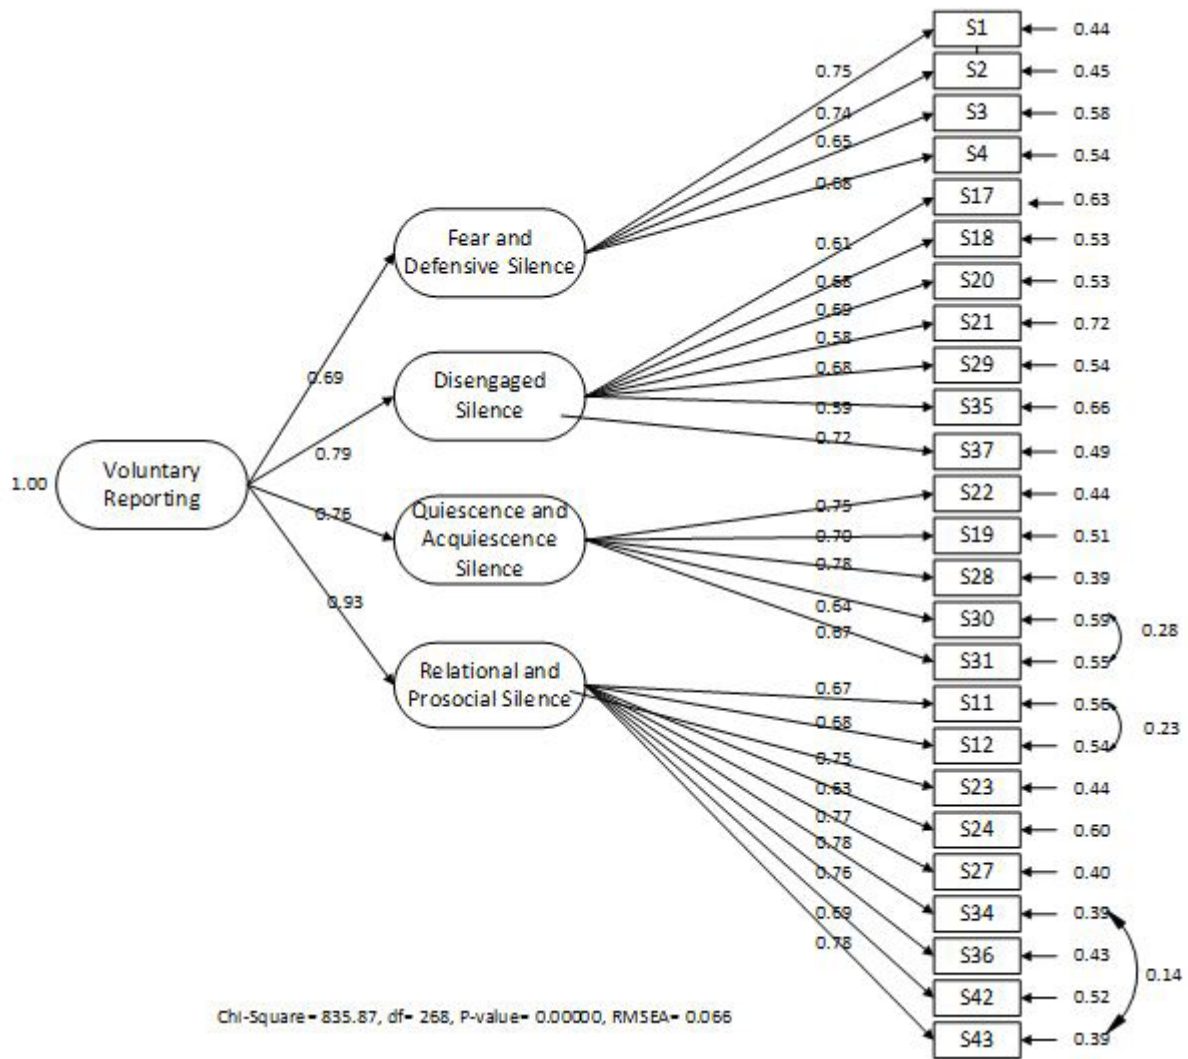 S1
0.44
0.75
S2
0.45
0.74
S3
0.58
0.65
S4
0.54
0.68
S17
0.63
Fear and
Defensive Silence
0.61
S18
0.53
0.68
S20
0.53
0.69
S21
0.72
0.58
S29
0.54
0.68
0.69
Disengaged
Silence
S35
0.66
0.59
S37
0.49
0.72
0.79
1.00
Voluntary
Reporting
S22
0.44
0.75
0.76
Quiescence and
Acquiescence
Silence
S19
0.51
0.70
S28
0.39
0.78
S30
0.59
0.64
0.28
S31
0.55
0.67
0.93
Relational and
Prosocial Silence
S11
0.56
0.67
0.23
S12
0.54
0.68
S23
0.44
0.75
S24
0.60
0.63
S27
0.40
0.77
S34
0.39
0.78
S36
0.43
0.76
0.14
S42
0.52
0.69
S43
0.39
0.78
Chi-Square= 835.87, df= 268, P-value= 0.00000, RMSEA= 0.066